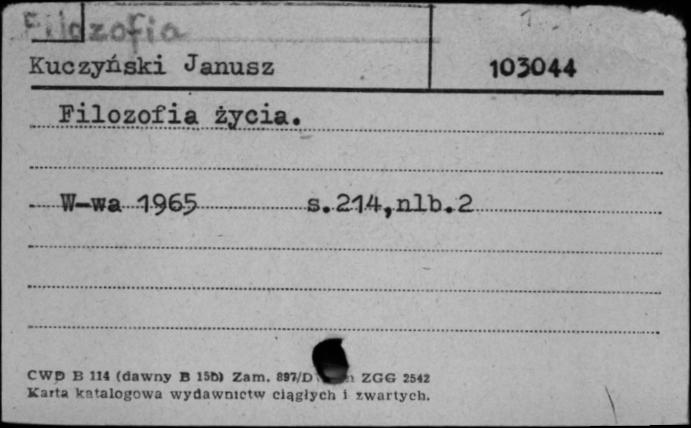 Filozofia
Kuczyński Janusz 103044
Filozofia życia.
W-wa 1965 s.214,nlb.2
CWD B 114 (dawny B 15b) Zam. 897/D ZGG 2542
Karta katalogowa wydawnictw ciągłych i zwartych.